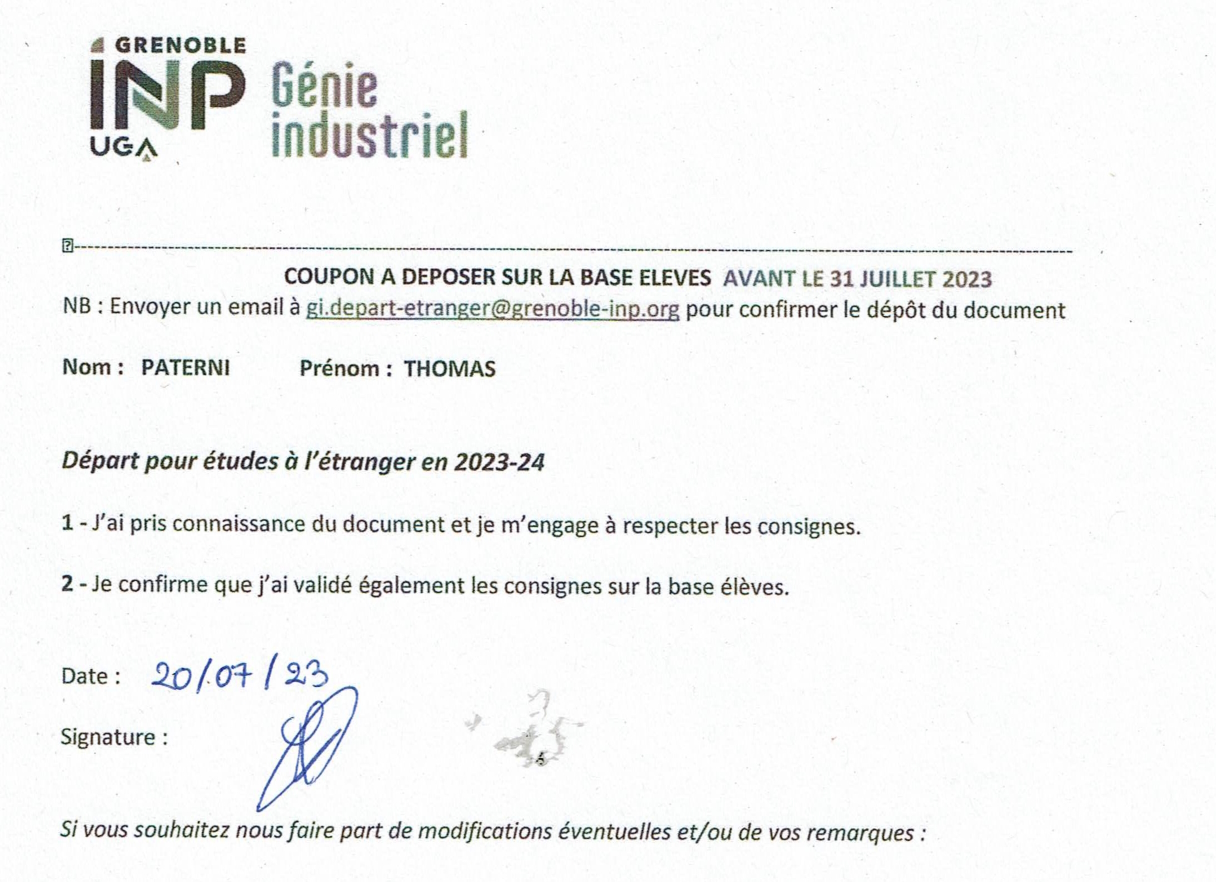 GRENOBLE
INP
UGA
Génie
industriel
COUPON A DEPOSER SUR LA BASE ELEVES AVANT LE 31 JUILLET 2023
NB : Envoyer un email à gi.depart-etranger@grenoble-inp.org pour confirmer le dépôt du document
Nom : PATERNI Prénom : THOMAS
Départ pour études à l'étranger en 2023-24
1 - J'ai pris connaissance du document et je m'engage à respecter les consignes.
2 - Je confirme que j'ai validé également les consignes sur la base élèves.
Date : 20/07/23
Signature :
Si vous souhaitez nous faire part de modifications éventuelles et/ou de vos remarques :